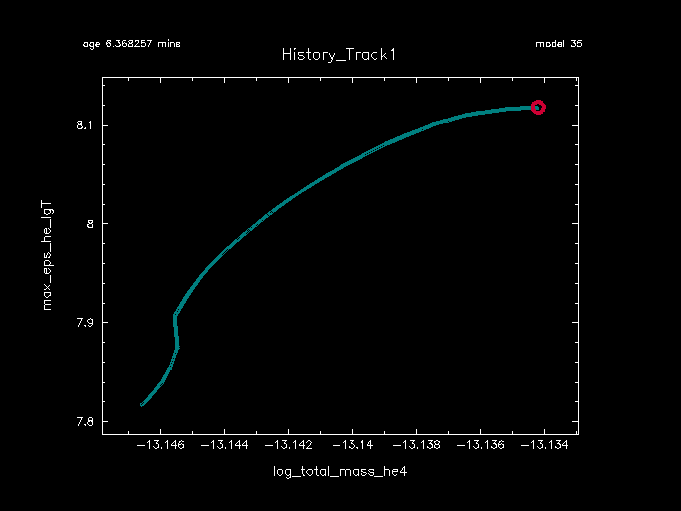 age 6.368257 mins
model 35
History_Track1
8.1
8
7.9
7.8
max_eps_he_lgT
−13.146
−13.144
−13.142
−13.14
−13.138
−13.136
−13.134
log_total_mass_he4